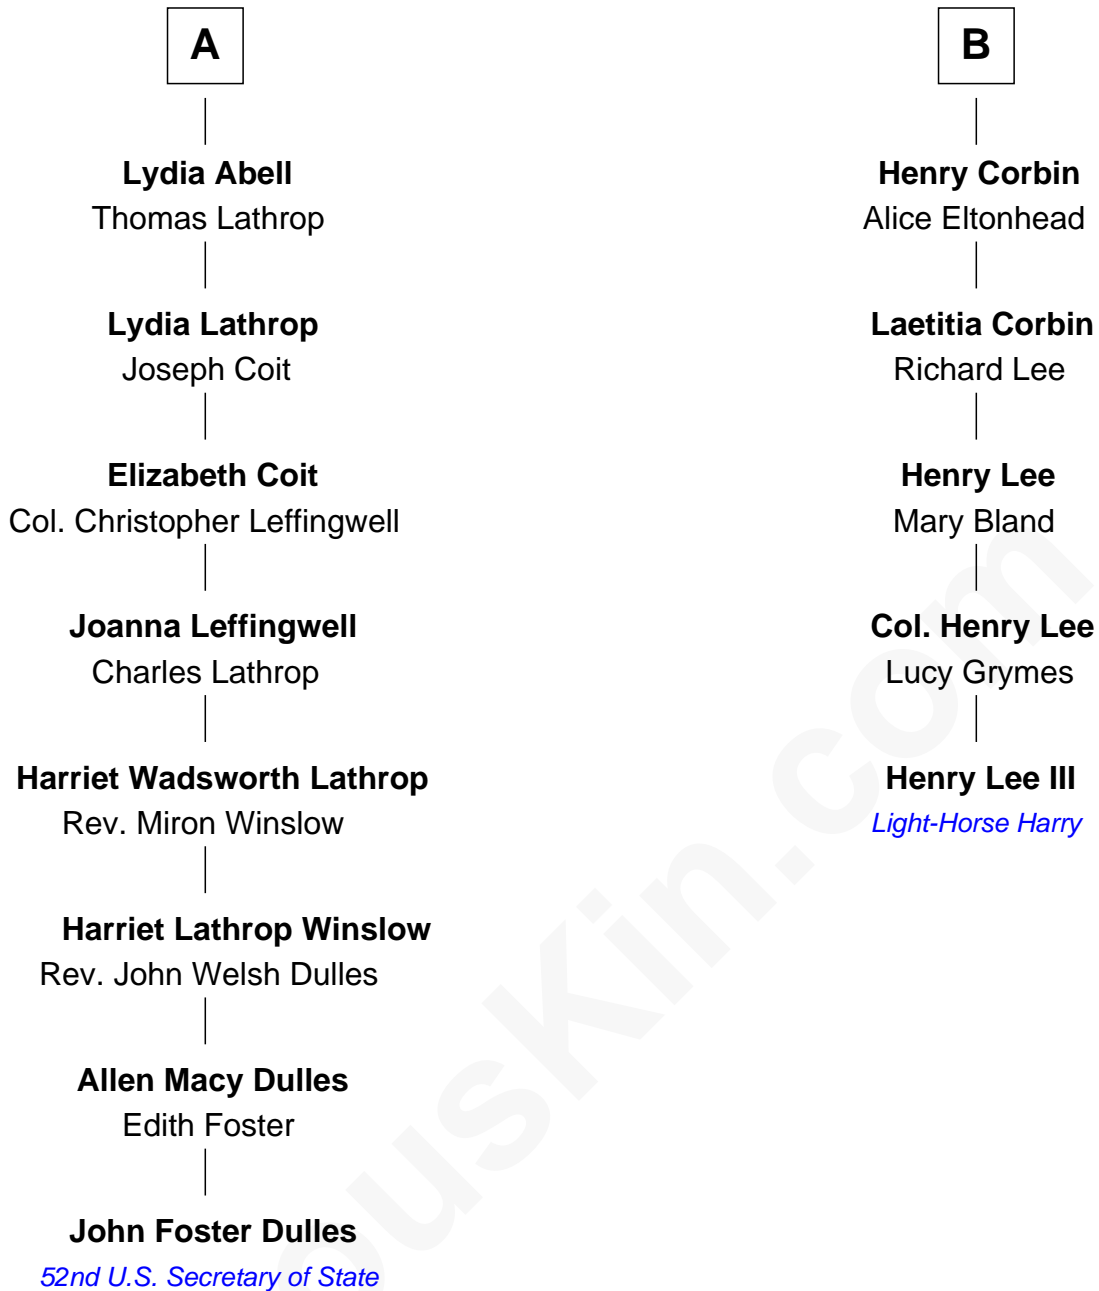 A
Lydia Abell
Thomas Lathrop
Lydia Lathrop
Joseph Coit
Elizabeth Coit
Col. Christopher Leffingwell
Joanna Leffingwell
Charles Lathrop
Harriet Wadsworth Lathrop
Rev. Miron Winslow
Harriet Lathrop Winslow
Rev. John Welsh Dulles
Allen Macy Dulles
Edith Foster
John Foster Dulles
52nd U.S. Secretary of State
B
Henry Corbin
Alice Eltonhead
Laetitia Corbin
Richard Lee
Henry Lee
Mary Bland
Col. Henry Lee
Lucy Grymes
Henry Lee III
Light-Horse Harry
ousKin.com